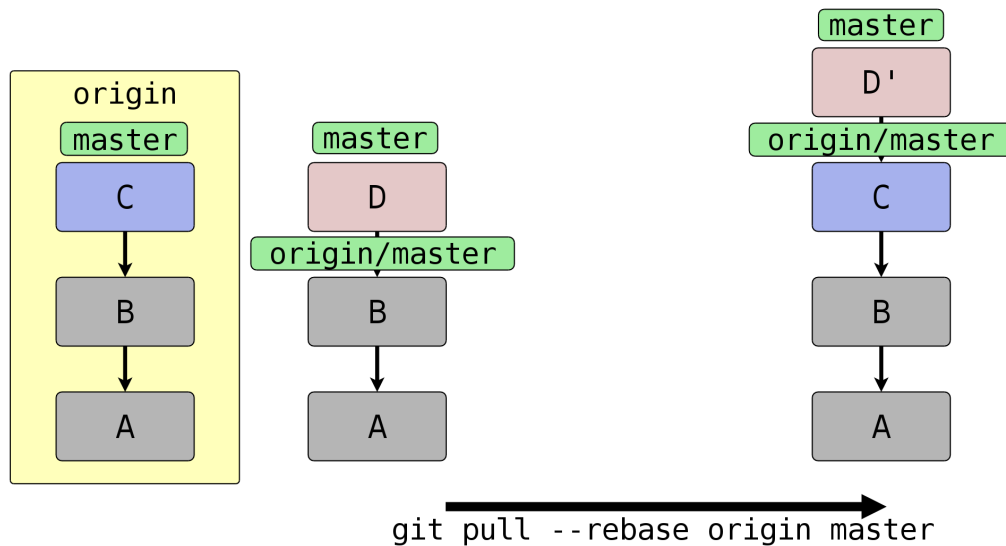 origin
master
C
B
A
master
D
origin/master
B
A
master
D'
origin/master
C
B
A
git pull --rebase origin master